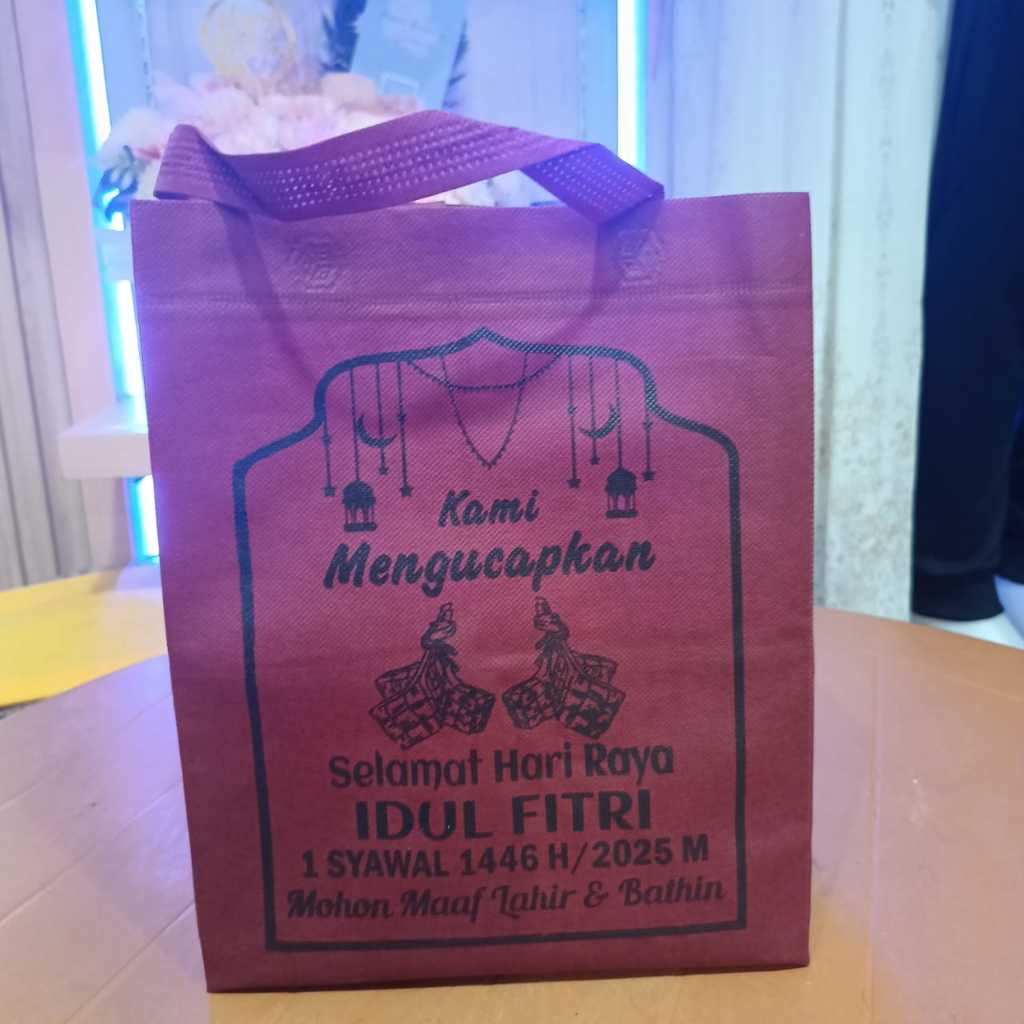 Kami
Mengucapkan
Selamat Hari Raya
IDUL FITRI
1 SYAWAL 1446 H/2025 M
Mohon Maaf Lahir & Bathin